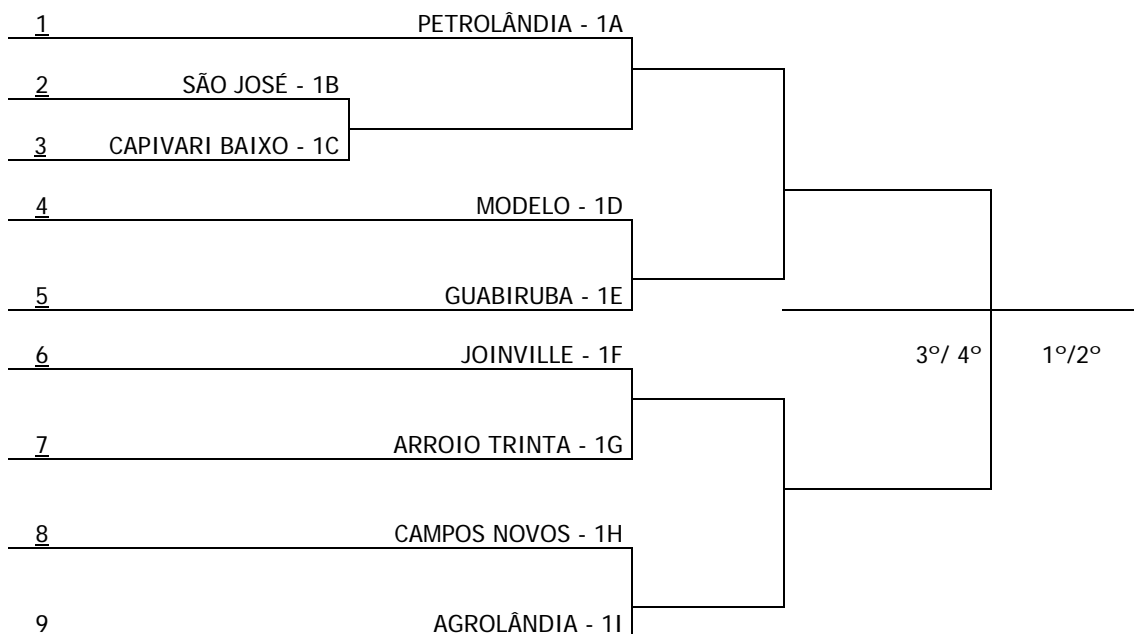 1 PETROLÂNDIA - 1A
2 SÃO JOSÉ - 1B
3 CAPIVARI BAIXO - 1C
4 MODELO - 1D
5 GUABIRUBA - 1E
6 JOINVILLE - 1F 3º/ 4º 1º/2º
7 ARROIO TRINTA - 1G
8 CAMPOS NOVOS - 1H
9 AGROLÂNDIA - 1I